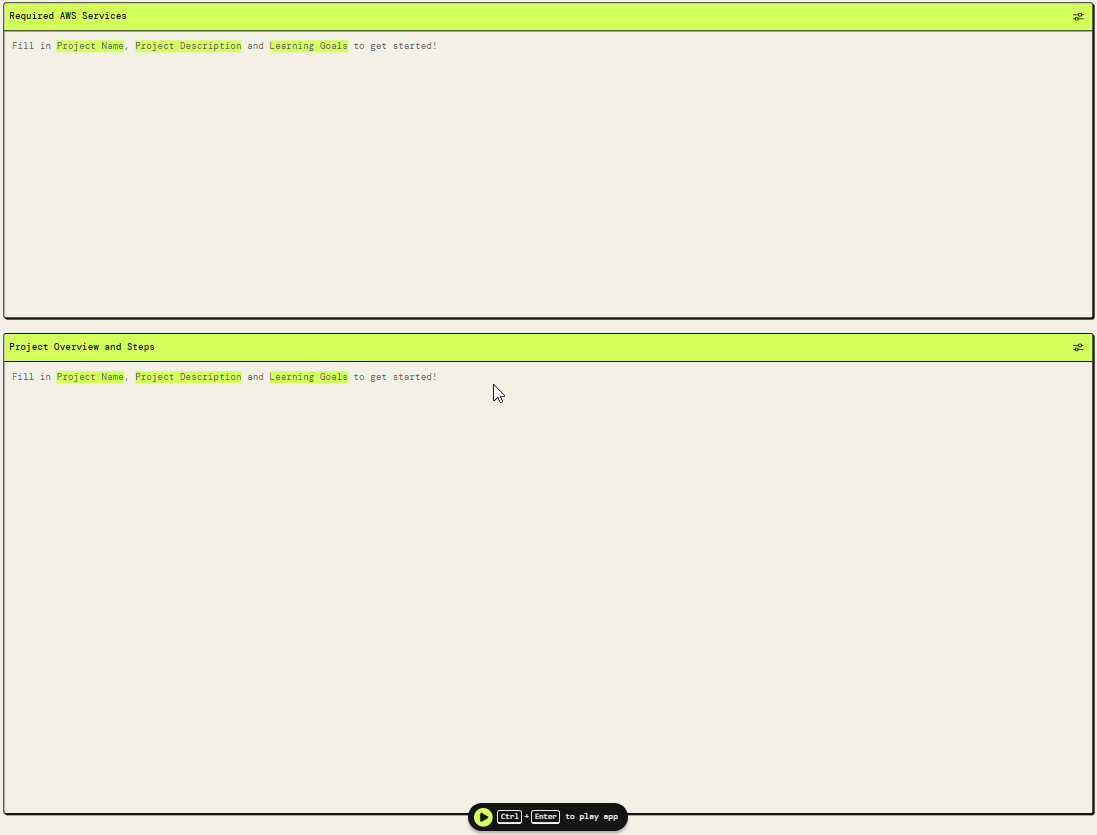 Required AWS Services
Fill in Project Name, Project Description and Learning Goals to get started!
Project Overview and Steps
Fill in Project Name, Project Description and Learning Goals to get started!
Ctrl + Enter to play app